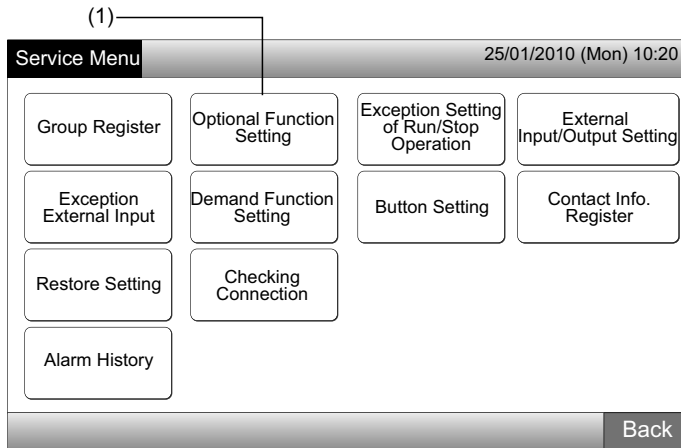 (1)
Service Menu
25/01/2010 (Mon) 10:20
Group Register
Optional Function
Setting
Exception Setting
of Run/Stop
Operation
External
Input/Output Setting
Exception
External Input
Demand Function
Setting
Button Setting
Contact Info.
Register
Restore Setting
Checking
Connection
Alarm History
Back